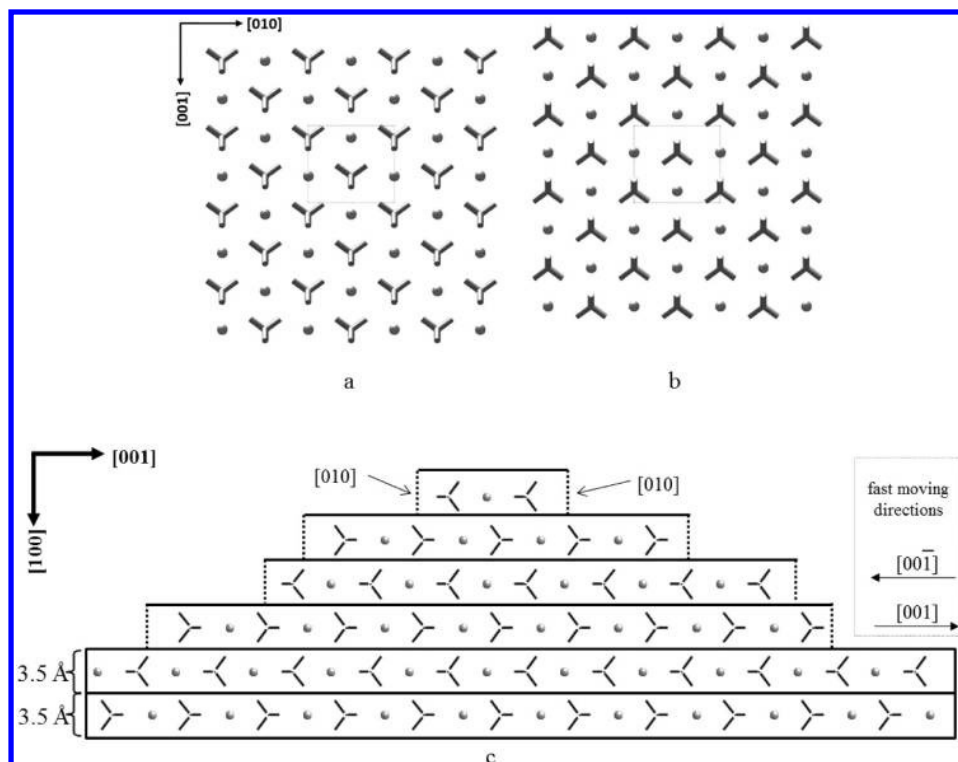 [010]
[001]
a
b
[001]
[100]
[010]
[010]
fast moving
directions
[001̄]
[001]
3.5 Å
3.5 Å
c